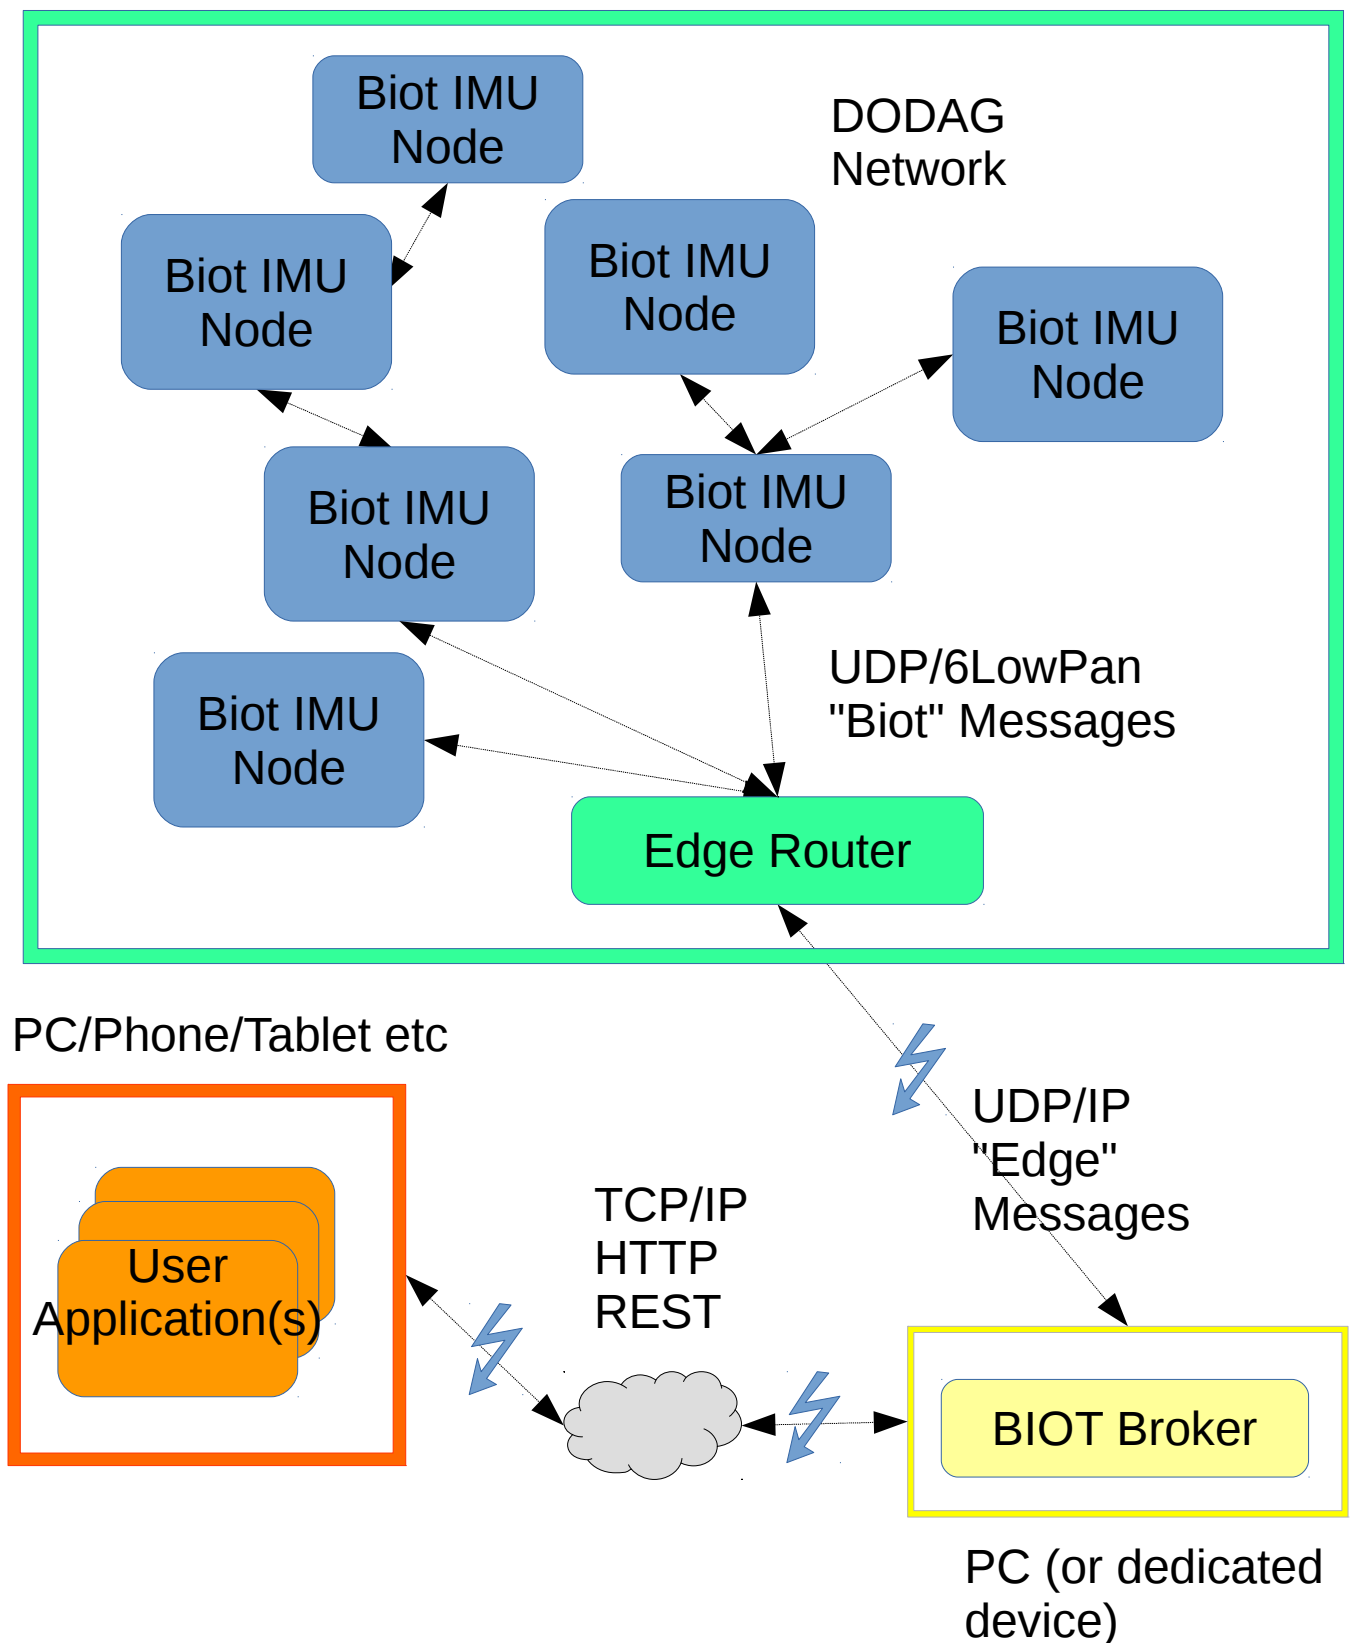 Biot IMU
Node
DODAG
Network
Biot IMU
Node
Biot IMU
Node
Biot IMU
Node
Biot IMU
Node
Biot IMU
Node
Biot IMU
Node
UDP/6LowPan
"Biot" Messages
Edge Router
PC/Phone/Tablet etc
UDP/IP
"Edge"
Messages
User
Application(s)
TCP/IP
HTTP
REST
BIOT Broker
PC (or dedicated
device)